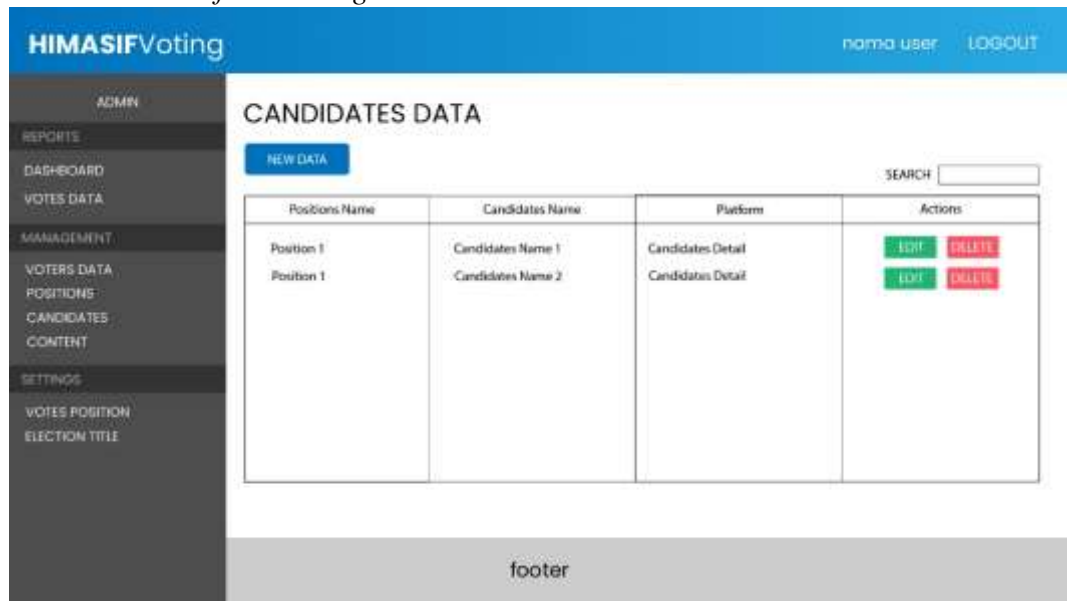 HIMASIFVoting
nama user LOGOUT
ADMIN
REPORTS
DASHBOARD
VOTES DATA
MANAGEMENT
VOTERS DATA
POSITIONS
CANDIDATES
CONTENT
SETTINGS
VOTES POSITION
ELECTION TITLE
CANDIDATES DATA
NEW DATA
SEARCH
Positions Name Candidates Name Platform Actions
Position 1 Candidates Name 1 Candidates Detail EDIT DELETE
Position 1 Candidates Name 2 Candidates Detail EDIT DELETE
footer